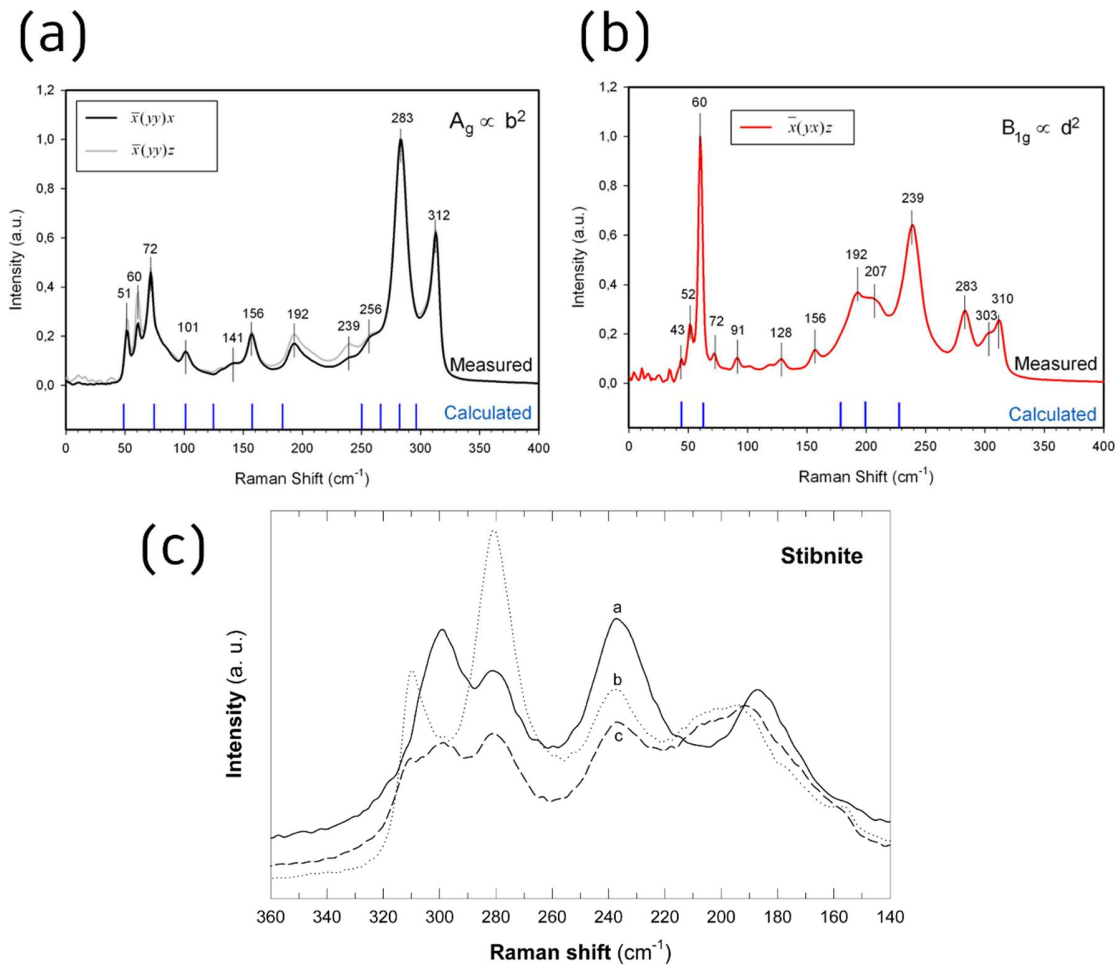 (a)
1,2
1,0
0,8
0,6
0,4
0,2
0,0
Intensity (a.u.)
x̅(yy)x
x̅(yy)z
A_g ∝ b²
51
60
72
101
141
156
192
239
256
283
312
Measured
Calculated
0 50 100 150 200 250 300 350 400
Raman Shift (cm⁻¹)
(b)
1,2
1,0
0,8
0,6
0,4
0,2
0,0
Intensity (a.u.)
x̅(yx)z
B_1g ∝ d²
43
52
60
72
91
128
156
192
207
239
283
303
310
Measured
Calculated
0 50 100 150 200 250 300 350 400
Raman Shift (cm⁻¹)
(c)
Stibnite
Intensity (a. u.)
a
b
c
360 340 320 300 280 260 240 220 200 180 160 140
Raman shift (cm⁻¹)